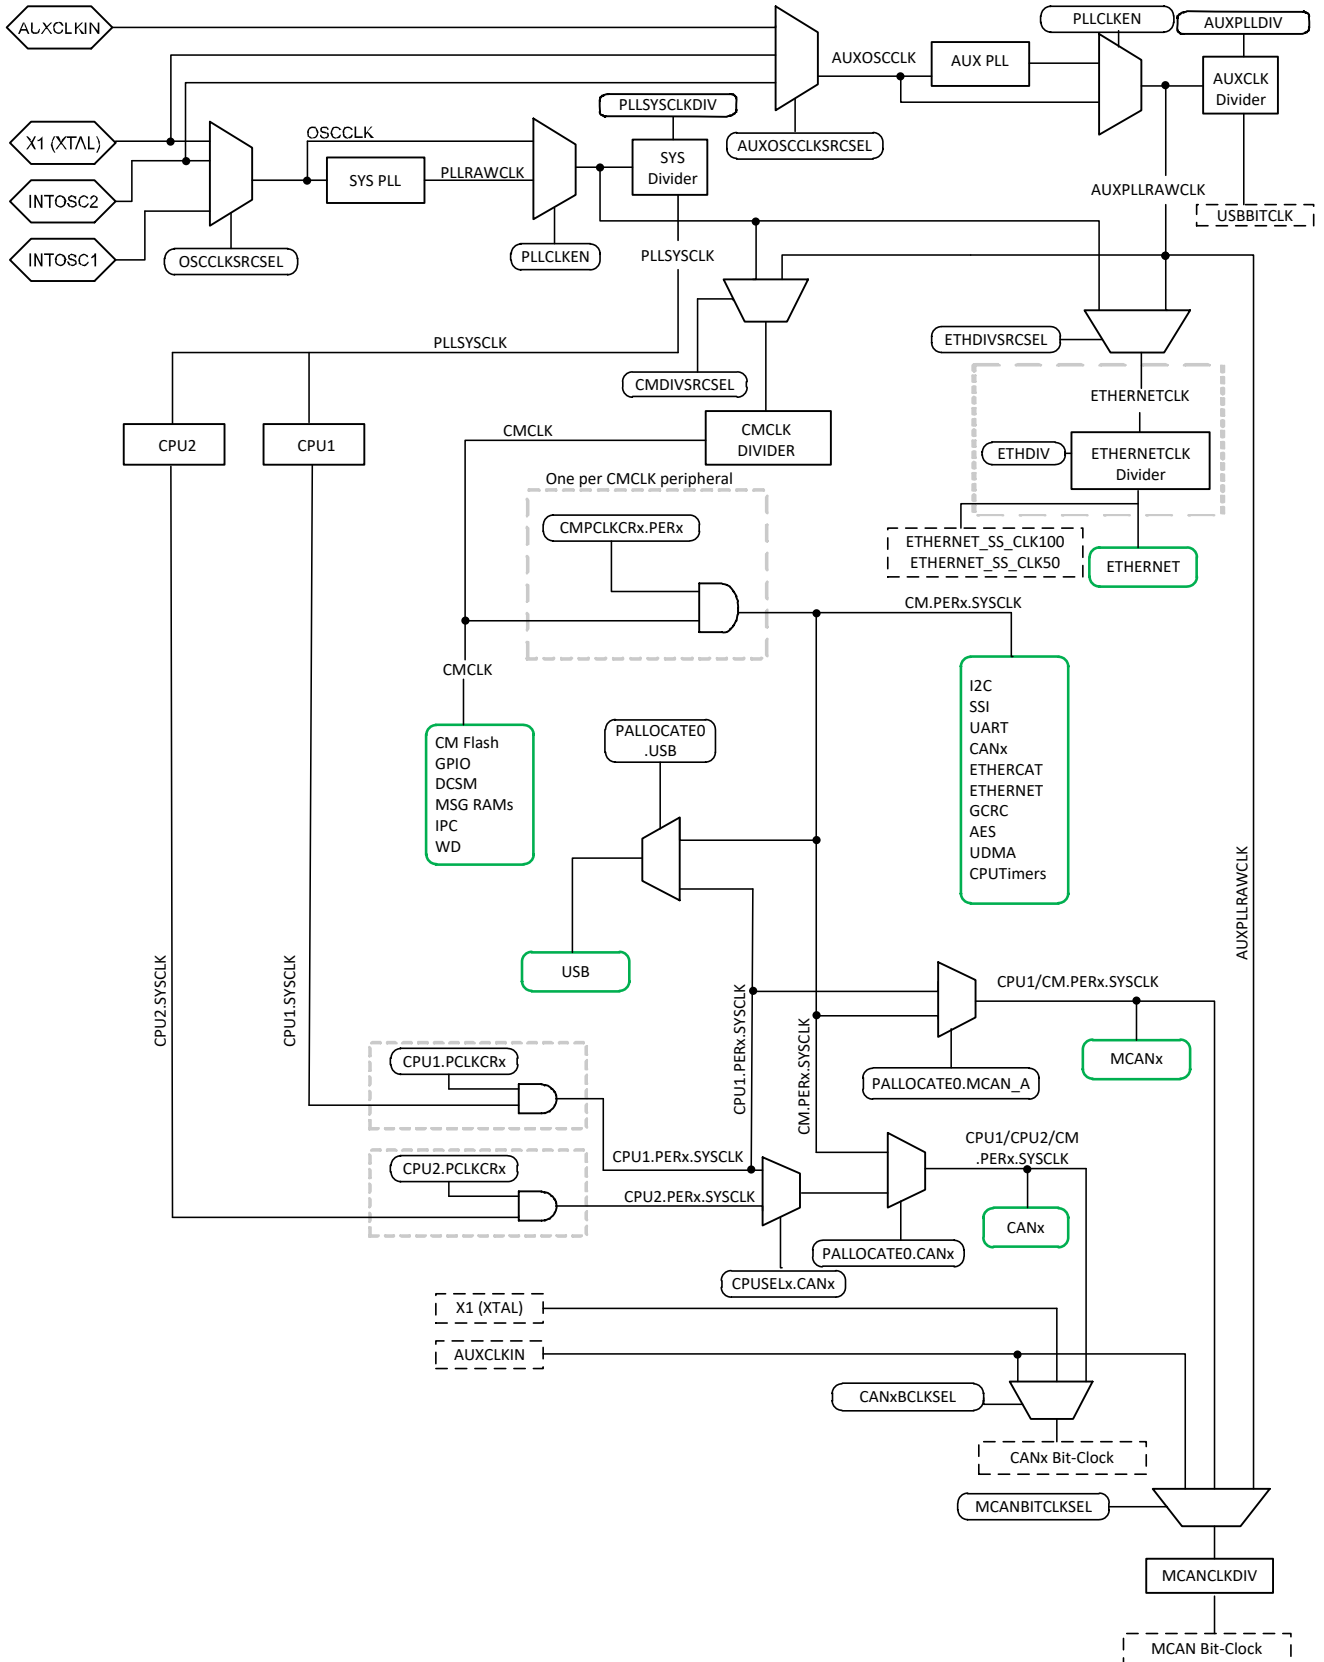 AUXCLKIN
PLLCLKEN
AUXPLLDIV
AUXOSCCLK
AUX PLL
AUXCLK
Divider
PLLSYSCLKDIV
X1 (XTAL)
OSCCLK
AUXOSCCLKSRCSEL
SYS
Divider
SYS PLL
PLLRAWCLK
AUXPLLRAWCLK
INTOSC2
USBBITCLK
INTOSC1
OSCCLKSRCSEL
PLLCLKEN
PLLSYSCLK
ETHDIVSRCSEL
PLLSYSCLK
CMDIVSRCSEL
ETHERNETCLK
CPU2
CPU1
CMCLK
CMCLK
DIVIDER
ETHDIV
ETHERNETCLK
Divider
One per CMCLK peripheral
CMPCLKCRx.PERx
ETHERNET_SS_CLK100
ETHERNET_SS_CLK50
ETHERNET
CM.PERx.SYSCLK
CMCLK
I2C
SSI
UART
CANx
ETHERCAT
ETHERNET
GCRC
AES
UDMA
CPUTimers
PALLOCATE0
.USB
CM Flash
GPIO
DCSM
MSG RAMs
IPC
WD
AUXPLLRAWCLK
USB
CPU2.SYSCLK
CPU1.SYSCLK
CPU1.PERx.SYSCLK
CM.PERx.SYSCLK
CPU1/CM.PERx.SYSCLK
MCANx
CPU1.PCLKCRx
PALLOCATE0.MCAN_A
CPU1/CPU2/CM
.PERx.SYSCLK
CPU1.PERx.SYSCLK
CPU2.PCLKCRx
CPU2.PERx.SYSCLK
CANx
PALLOCATE0.CANx
CPUSELx.CANx
X1 (XTAL)
AUXCLKIN
CANxBCLKSEL
CANx Bit-Clock
MCANBITCLKSEL
MCANCLKDIV
MCAN Bit-Clock